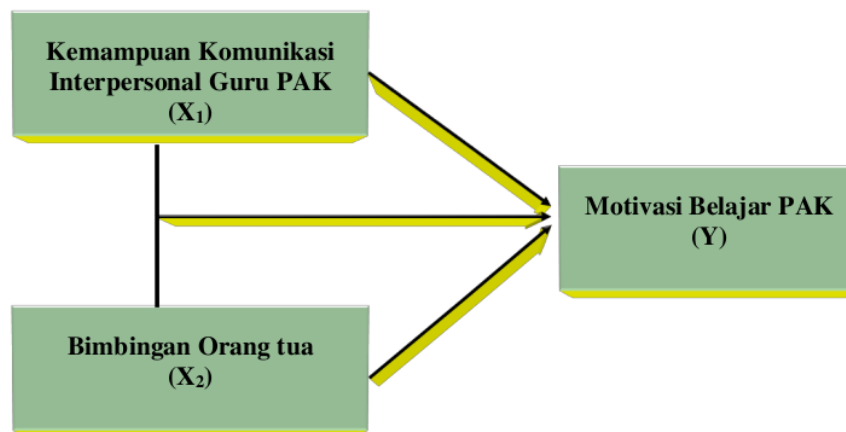 Kemampuan Komunikasi
Interpersonal Guru PAK
(X₁)
Motivasi Belajar PAK
(Y)
Bimbingan Orang tua
(X₂)